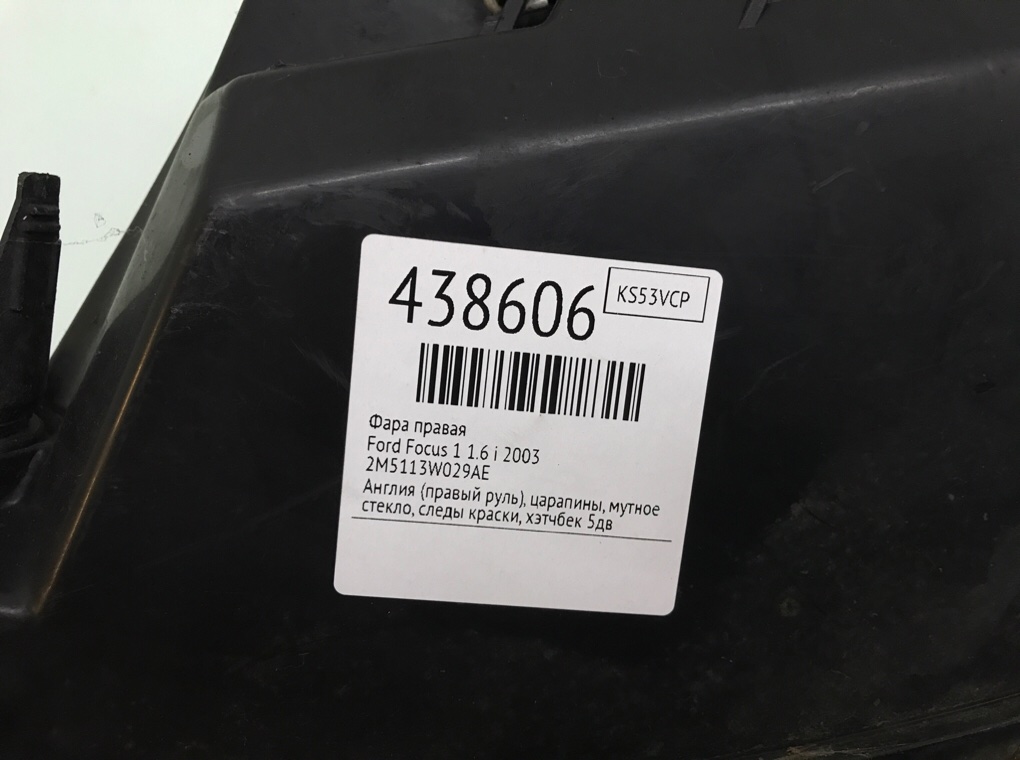 438606
KS53VCP
Фара правая
Ford Focus 1 1.6 i 2003
2M5113W029AE
Англия (правый руль), царапины, мутное
стекло, следы краски, хэтчбек 5дв